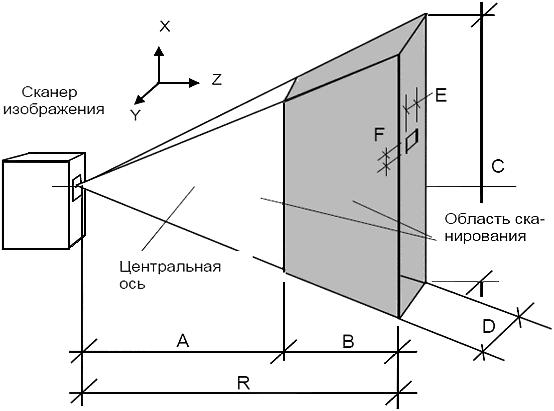 X
Z
Y
Сканер
изображения
E
F
C
Область ска-
нирования
Центральная
ось
D
A
B
R